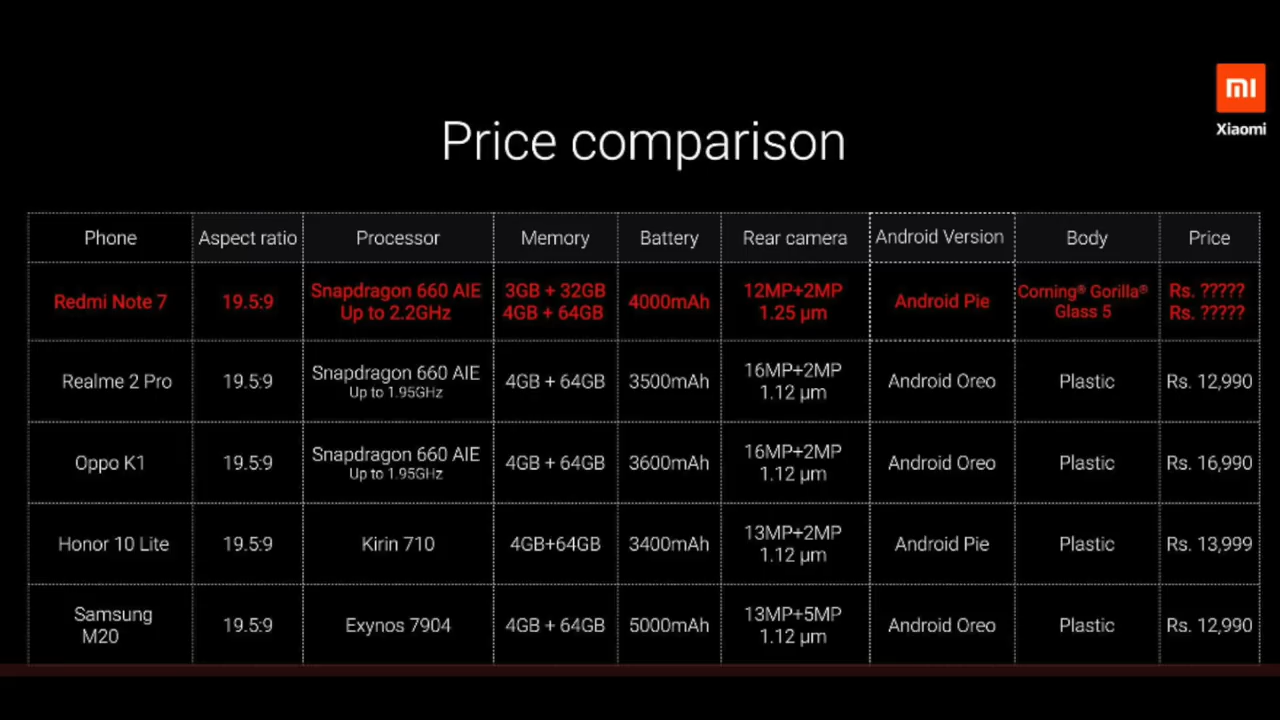 mi
Xiaomi
Price comparison
Phone Aspect ratio Processor Memory Battery Rear camera Android Version Body Price
Redmi Note 7 19.5:9 Snapdragon 660 AIE Up to 2.2GHz 3GB + 32GB 4GB + 64GB 4000mAh 12MP+2MP 1.25 μm Android Pie Corning® Gorilla® Glass 5 Rs. ????? Rs. ?????
Realme 2 Pro 19.5:9 Snapdragon 660 AIE Up to 1.95GHz 4GB + 64GB 3500mAh 16MP+2MP 1.12 μm Android Oreo Plastic Rs. 12,990
Oppo K1 19.5:9 Snapdragon 660 AIE Up to 1.95GHz 4GB + 64GB 3600mAh 16MP+2MP 1.12 μm Android Oreo Plastic Rs. 16,990
Honor 10 Lite 19.5:9 Kirin 710 4GB+64GB 3400mAh 13MP+2MP 1.12 μm Android Pie Plastic Rs. 13,999
Samsung M20 19.5:9 Exynos 7904 4GB + 64GB 5000mAh 13MP+5MP 1.12 μm Android Oreo Plastic Rs. 12,990